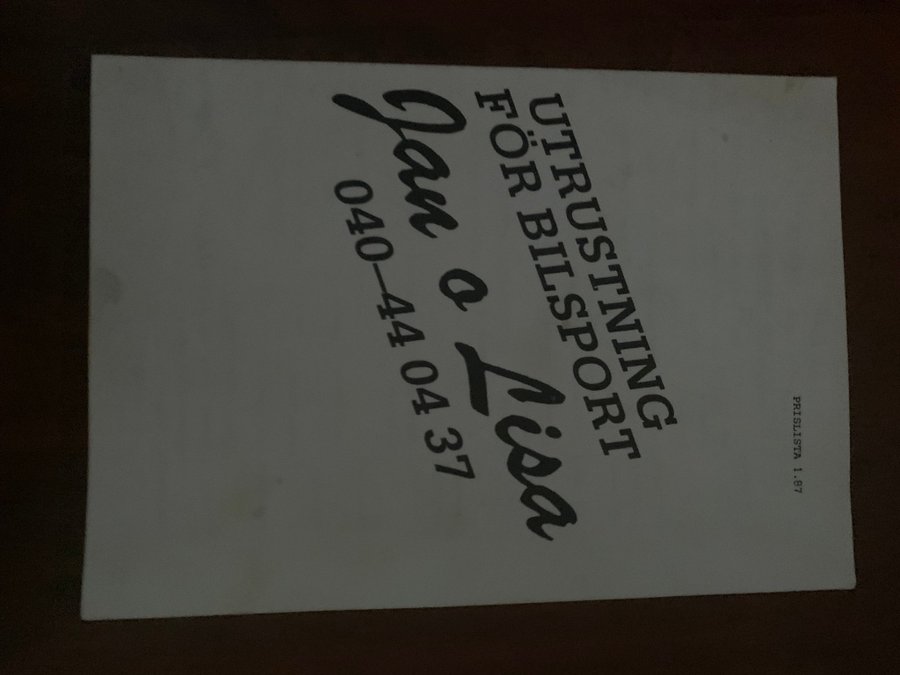 PRISLISTA 1.87
UTRUSTNING
FÖR BILSPORT
Jan o Lisa
040-44 04 37